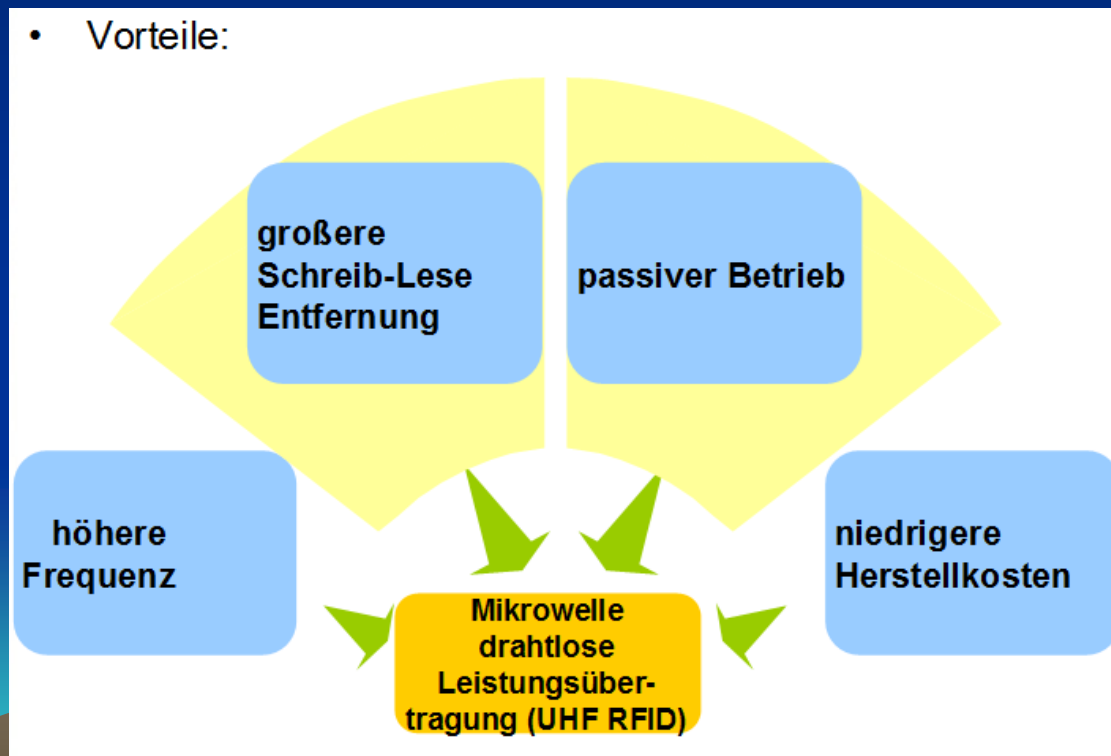 • Vorteile:
großere
Schreib-Lese
Entfernung
passiver Betrieb
höhere
Frequenz
niedrigere
Herstellkosten
Mikrowelle
drahtlose
Leistungsüber-
tragung (UHF RFID)